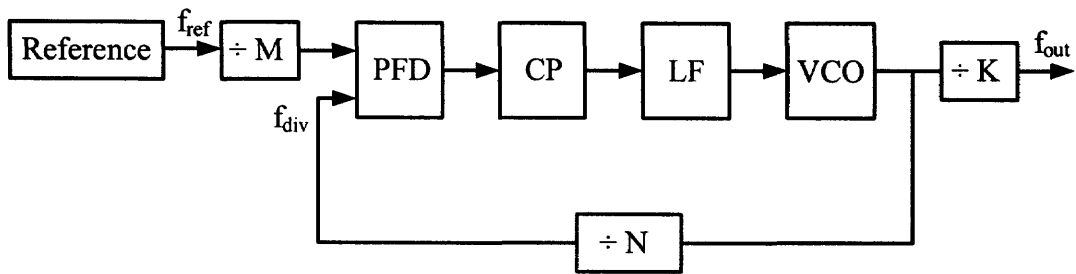 Reference
f_ref
÷ M
PFD
CP
LF
VCO
÷ K
f_out
f_div
÷ N